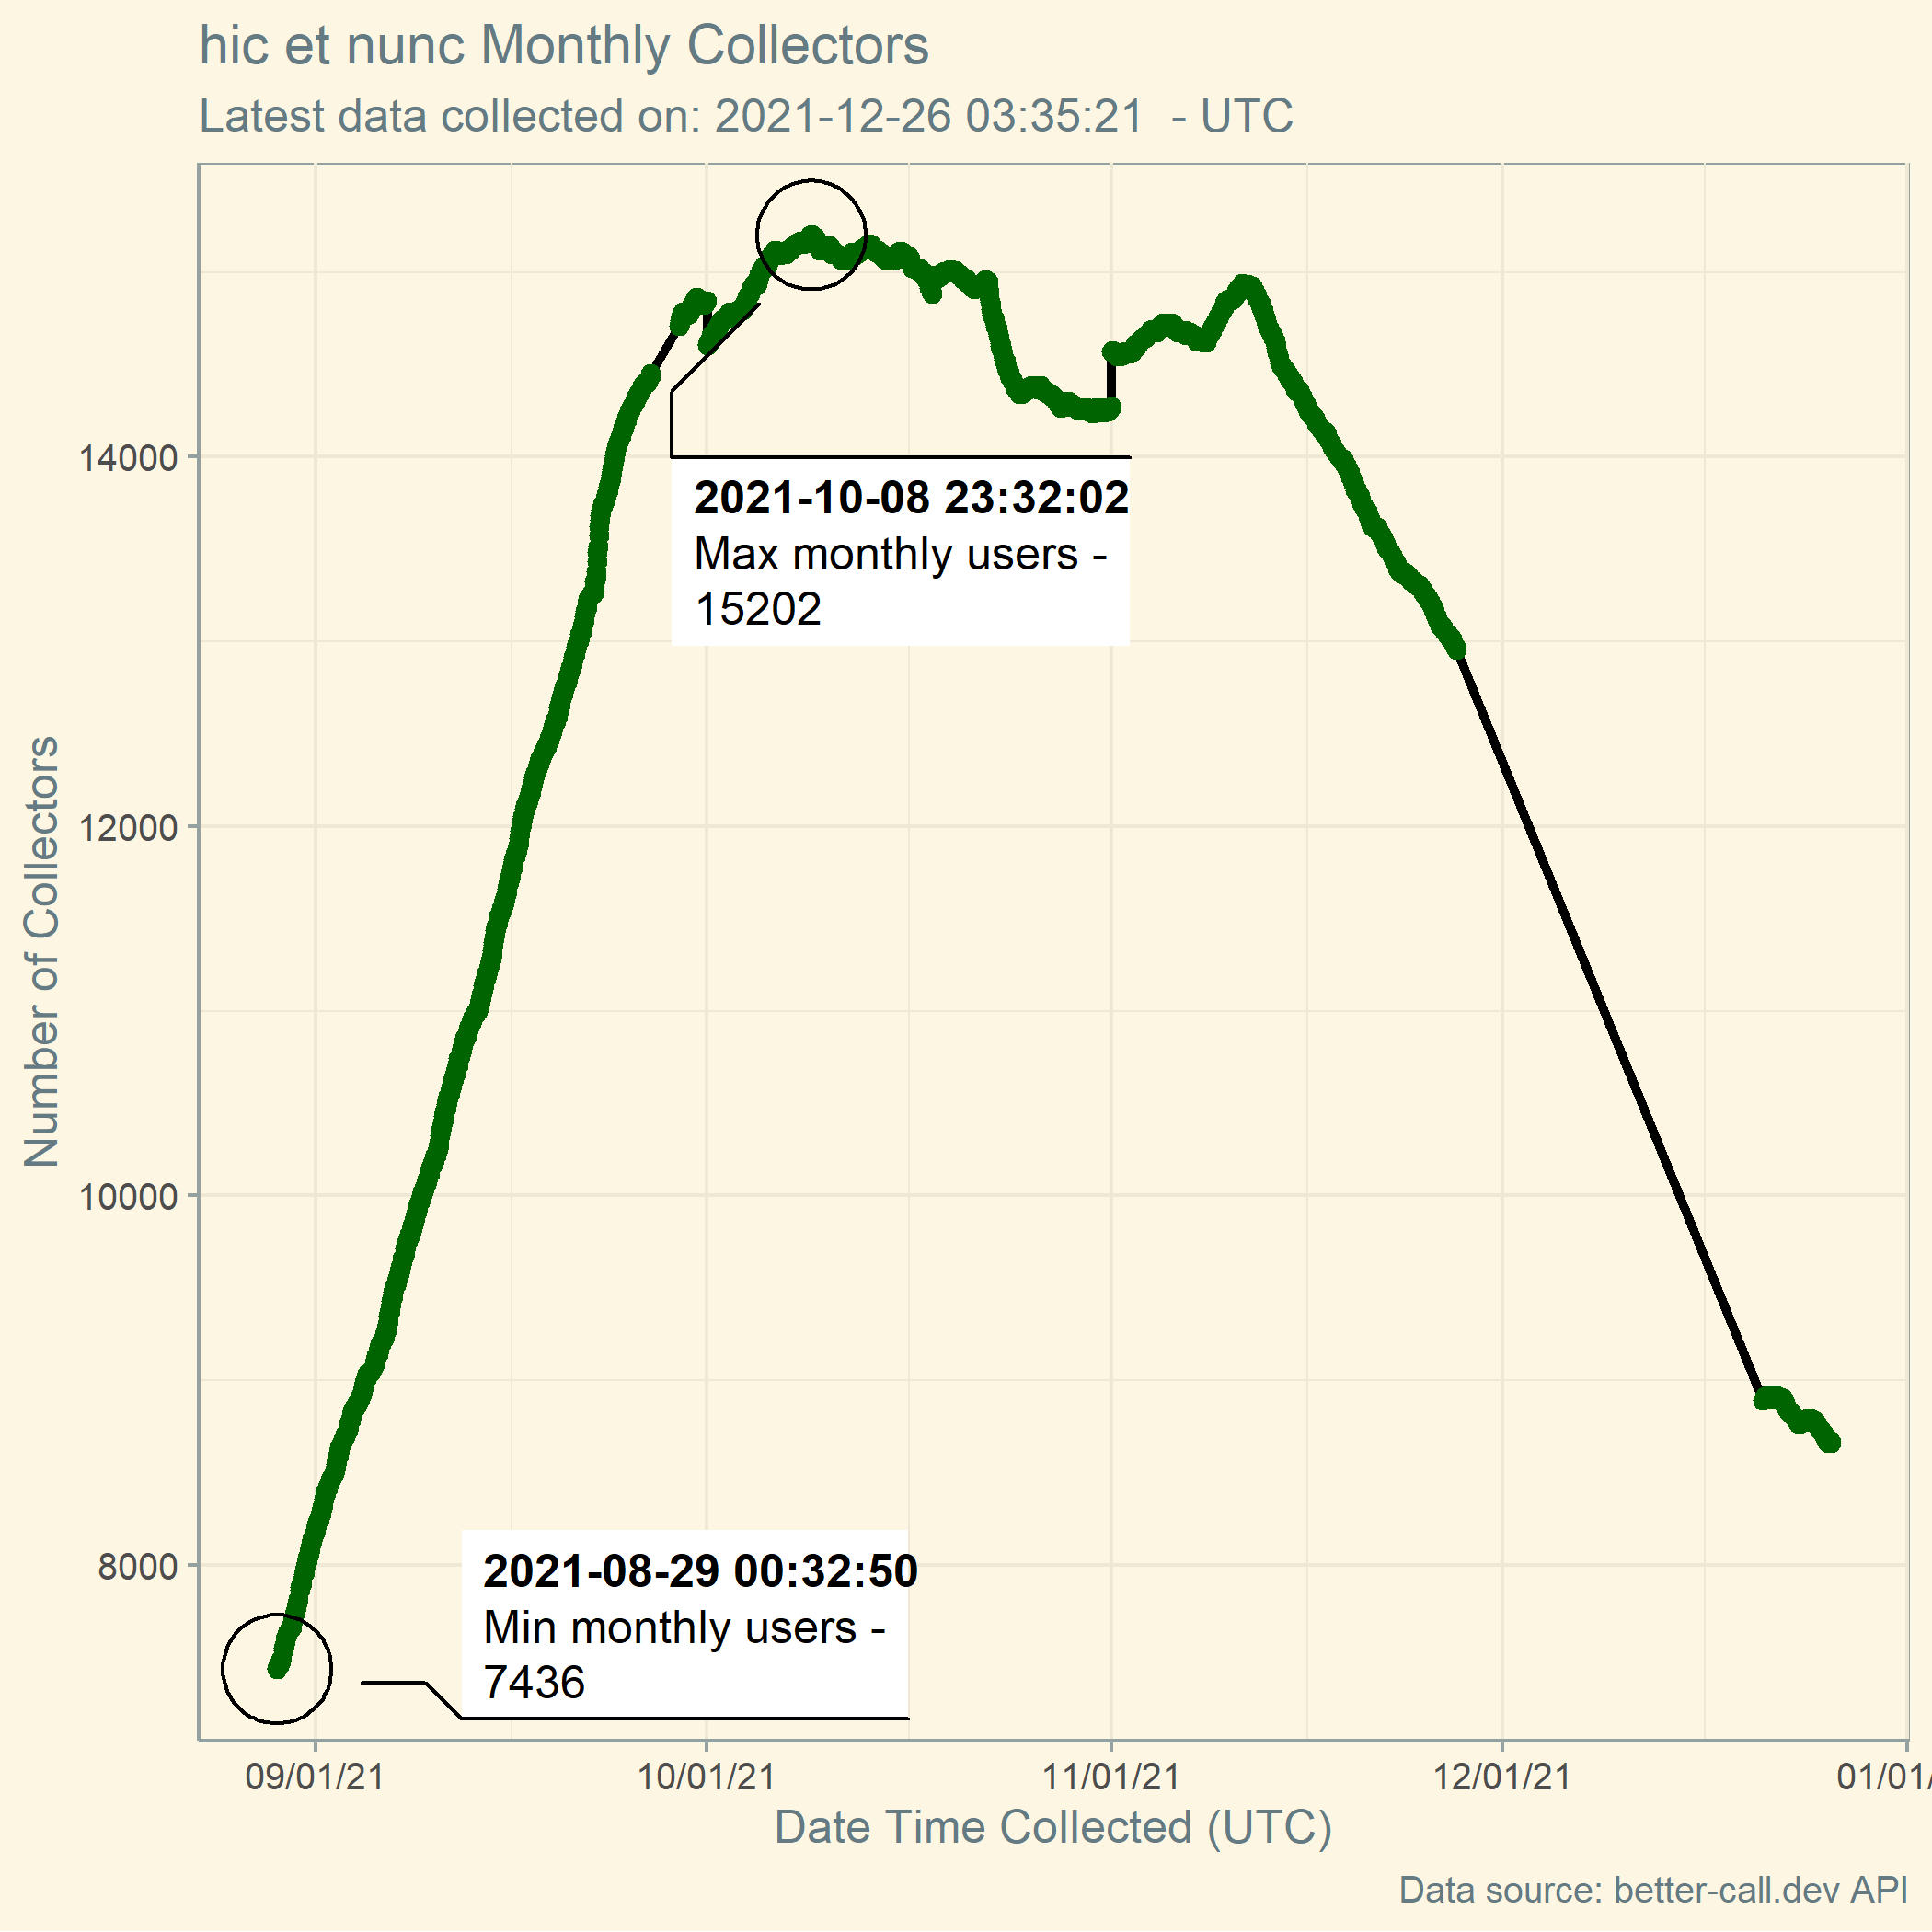 hic et nunc Monthly Collectors
Latest data collected on: 2021-12-26 03:35:21  - UTC
Number of Collectors
14000
12000
10000
8000
2021-10-08 23:32:02
Max monthly users -
15202
2021-08-29 00:32:50
Min monthly users -
7436
09/01/21
10/01/21
11/01/21
12/01/21
01/01/
Date Time Collected (UTC)
Data source: better-call.dev API